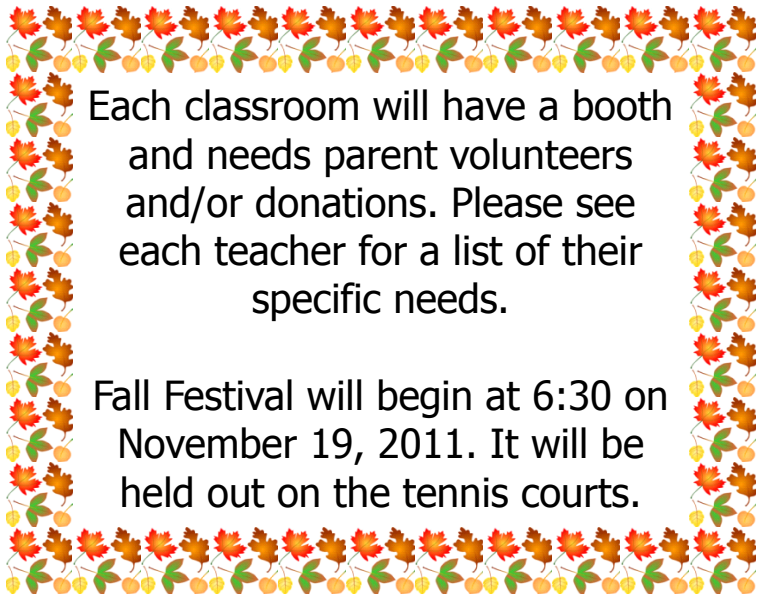 Each classroom will have a booth
and needs parent volunteers
and/or donations. Please see
each teacher for a list of their
specific needs.
Fall Festival will begin at 6:30 on
November 19, 2011. It will be
held out on the tennis courts.